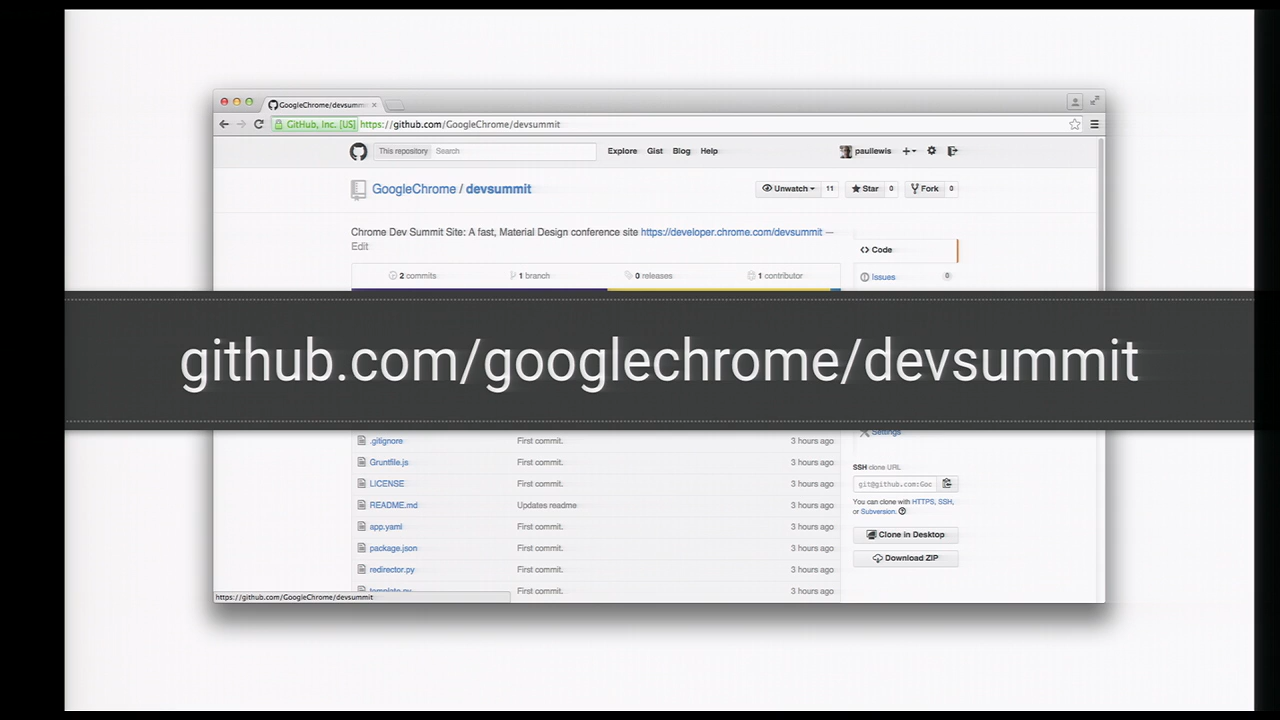 GoogleChrome/devsumm
GitHub, Inc. [US] https://github.com/GoogleChrome/devsummit
This repository Search Explore Gist Blog Help paullewis
GoogleChrome / devsummit Unwatch 11 Star 0 Fork 0
Chrome Dev Summit Site: A fast, Material Design conference site https://developer.chrome.com/devsummit —
Edit
<> Code
2 commits 1 branch 0 releases 1 contributor
Issues 0
github.com/googlechrome/devsummit
Settings
.gitignore First commit. 3 hours ago
Gruntfile.js First commit. 3 hours ago
LICENSE First commit. 3 hours ago
README.md Updates readme 3 hours ago
app.yaml First commit. 3 hours ago
package.json First commit. 3 hours ago
redirector.py First commit. 3 hours ago
template.py First commit. 3 hours ago
SSH clone URL
git@github.com:Goc
You can clone with HTTPS, SSH,
or Subversion.
Clone in Desktop
Download ZIP
https://github.com/GoogleChrome/devsummit